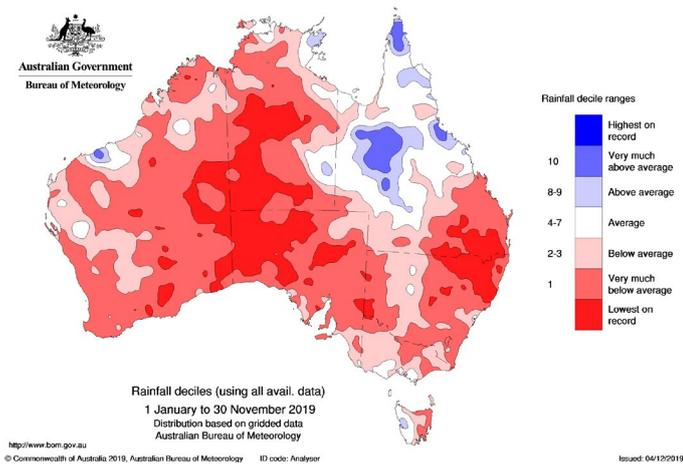 Australian Government
Bureau of Meteorology
Rainfall decile ranges
Highest on
record
10
Very much
above average
8-9
Above average
4-7
Average
2-3
Below average
1
Very much
below average
Lowest on
record
Rainfall deciles (using all avail. data)
1 January to 30 November 2019
Distribution based on gridded data
Australian Bureau of Meteorology
http://www.bom.gov.au
© Commonwealth of Australia 2019, Australian Bureau of Meteorology ID code: Analyser Issued: 04/12/2019